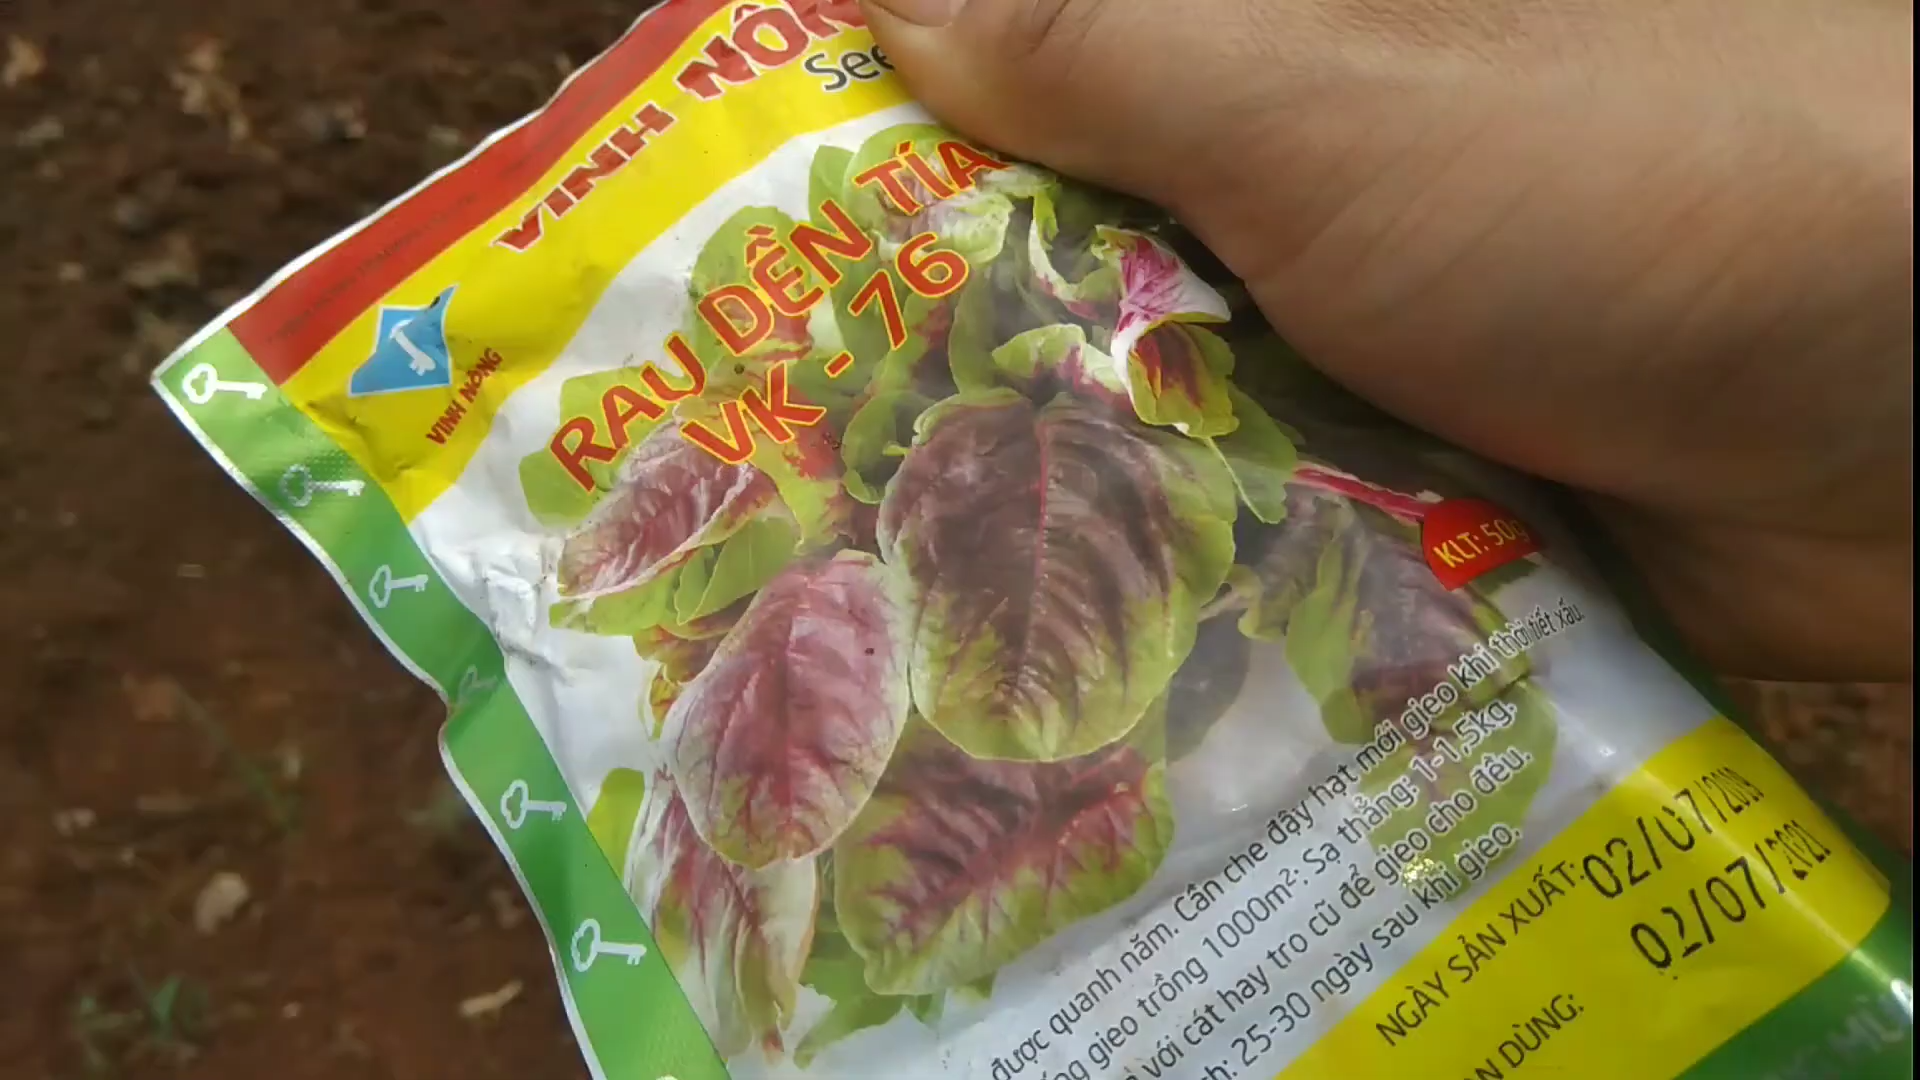 VINH NÔN
See
VINH NÔNG
RAU DỀN TÍA
VK - 76
KLT: 50g
được quanh năm. Cần che đậy hạt mới gieo khi thời tiết xấu.
gieo trồng 1000m². Sạ thẳng: 1-1,5kg.
với cát hay tro cũ để gieo cho đều.
25-30 ngày sau khi gieo.
NGÀY SẢN XUẤT: 02/07/2019
DÙNG: 02/07/2021